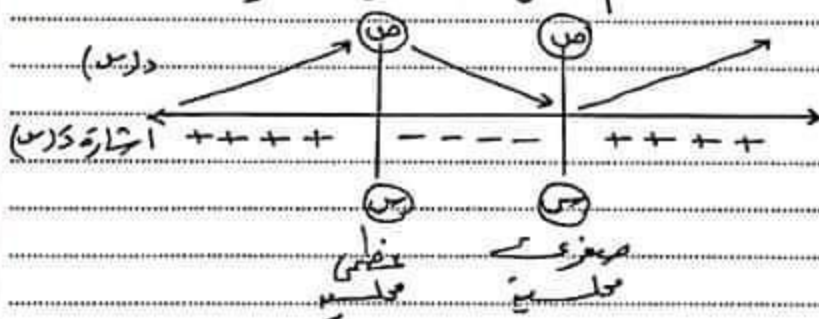 ص ص
د(س)
إشارة دَ(س) ++++ ---- ++++
س س
عظمى صغرى
محلية محلية